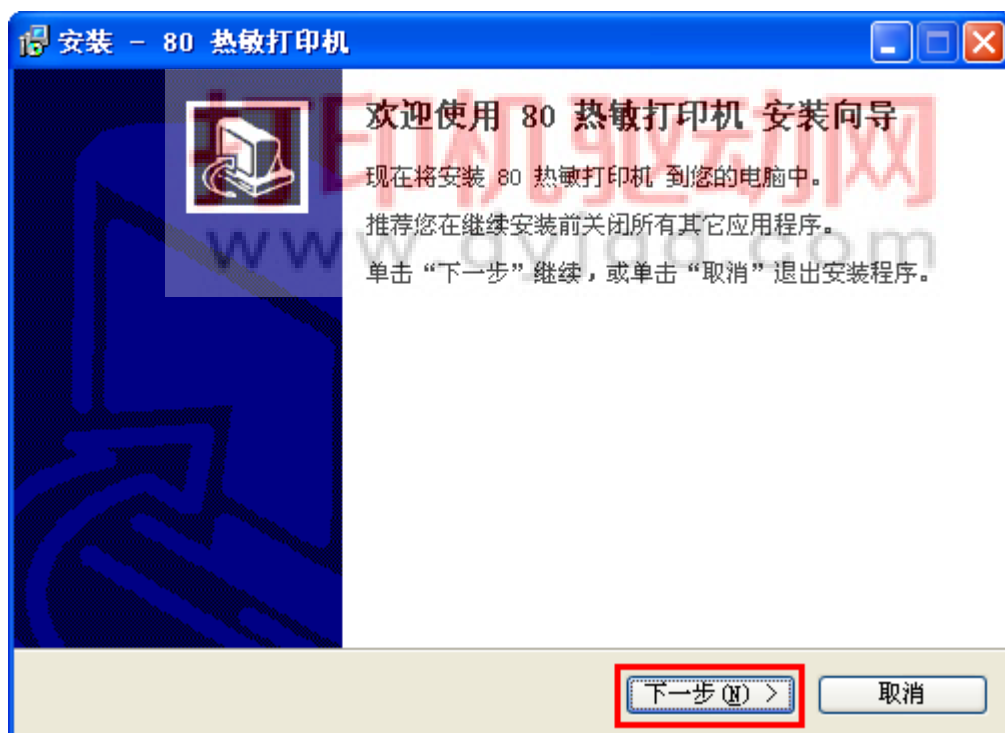 安装 - 80 热敏打印机
打印机驱动网
欢迎使用 80 热敏打印机 安装向导
现在将安装 80 热敏打印机 到您的电脑中。
推荐您在继续安装前关闭所有其它应用程序。
www.dyjqd.com
单击“下一步”继续，或单击“取消”退出安装程序。
下一步(N) >
取消